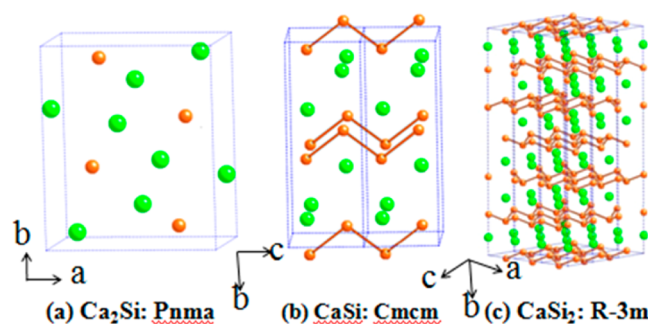 b
a
c
b
c
a
b
(a) Ca₂Si: Pnma
(b) CaSi: Cmcm
(c) CaSi₂: R-3m